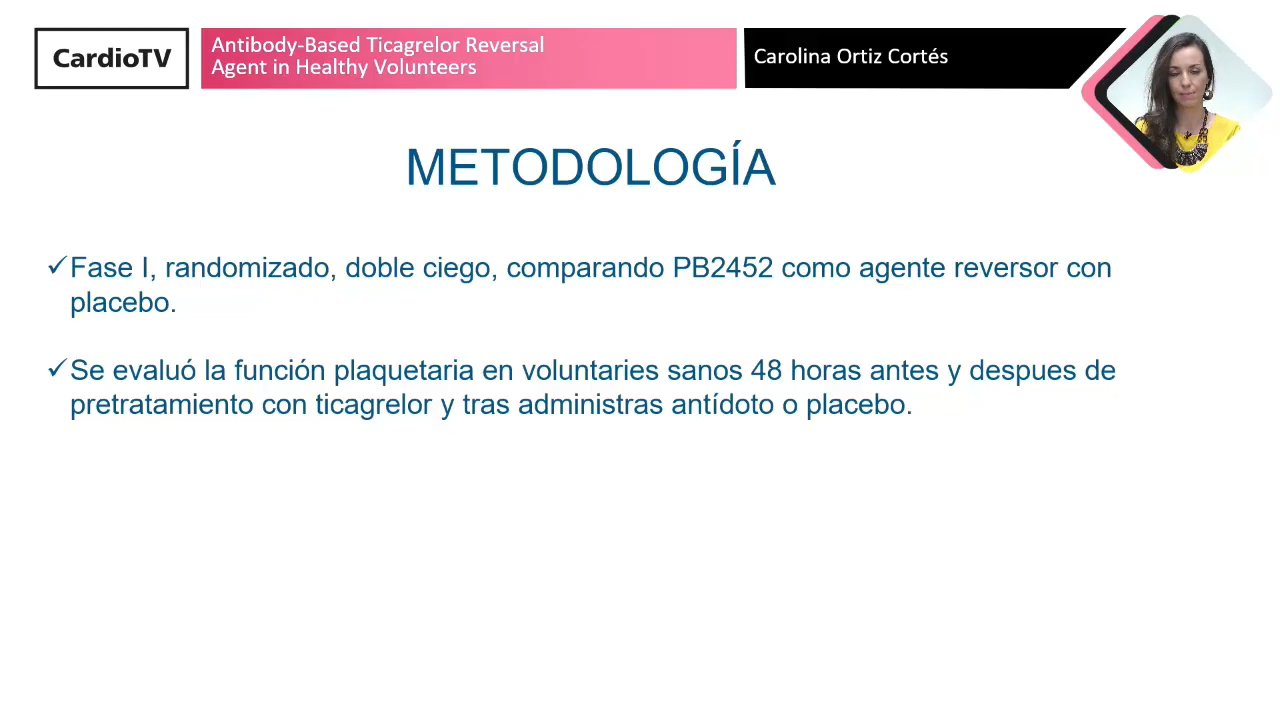 CardioTV
Antibody-Based Ticagrelor Reversal
Agent in Healthy Volunteers
Carolina Ortiz Cortés
METODOLOGÍA
✓Fase I, randomizado, doble ciego, comparando PB2452 como agente reversor con
placebo.
✓Se evaluó la función plaquetaria en voluntaries sanos 48 horas antes y despues de
pretratamiento con ticagrelor y tras administras antídoto o placebo.